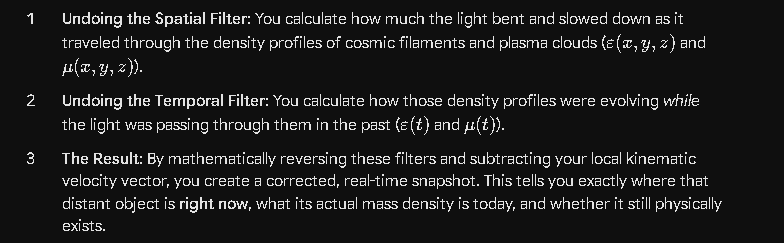 1 Undoing the Spatial Filter: You calculate how much the light bent and slowed down as it
traveled through the density profiles of cosmic filaments and plasma clouds (ε(x, y, z) and
μ(x, y, z)).
2 Undoing the Temporal Filter: You calculate how those density profiles were evolving while
the light was passing through them in the past (ε(t) and μ(t)).
3 The Result: By mathematically reversing these filters and subtracting your local kinematic
velocity vector, you create a corrected, real-time snapshot. This tells you exactly where that
distant object is right now, what its actual mass density is today, and whether it still physically
exists.